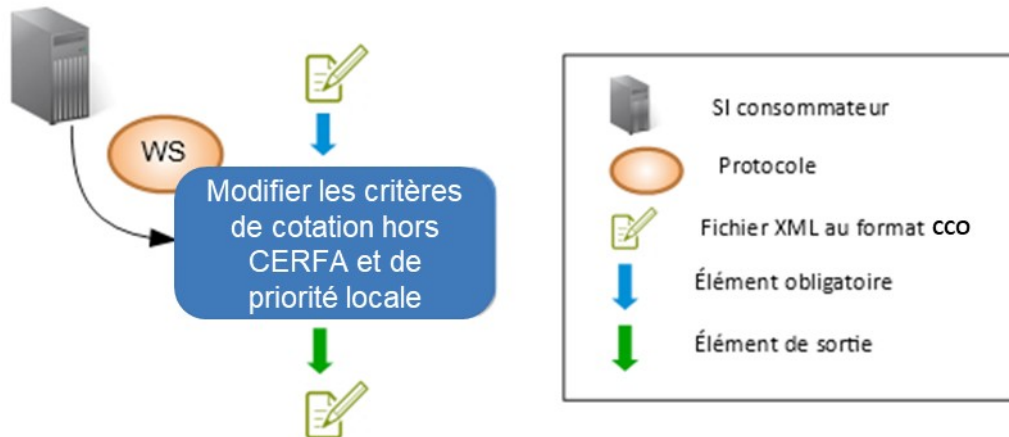 WS
Modifier les critères
de cotation hors
CERFA et de
priorité locale
SI consommateur
Protocole
Fichier XML au format cco
Élément obligatoire
Élément de sortie